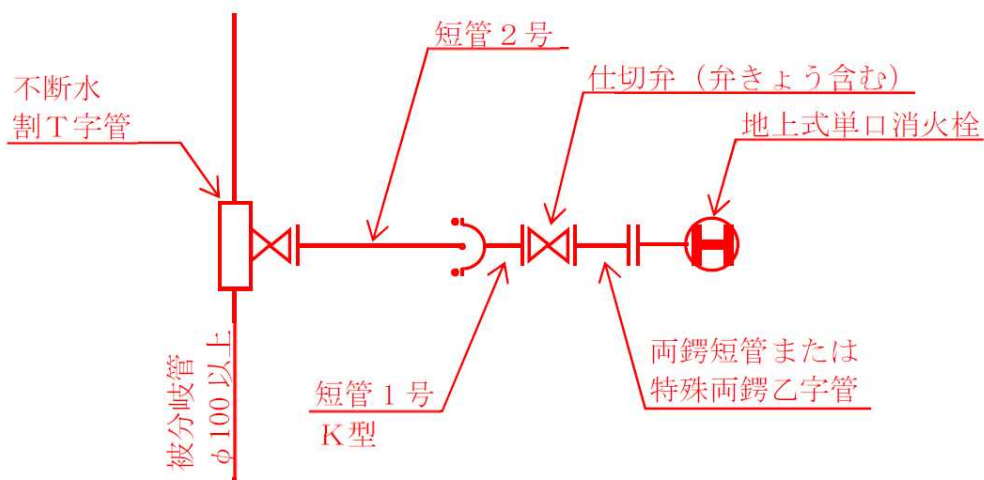 短管２号
不断水
割Ｔ字管
仕切弁（弁きょう含む）
地上式単口消火栓
H
被分岐管
φ100以上
短管１号
Ｋ型
両鍔短管または
特殊両鍔乙字管